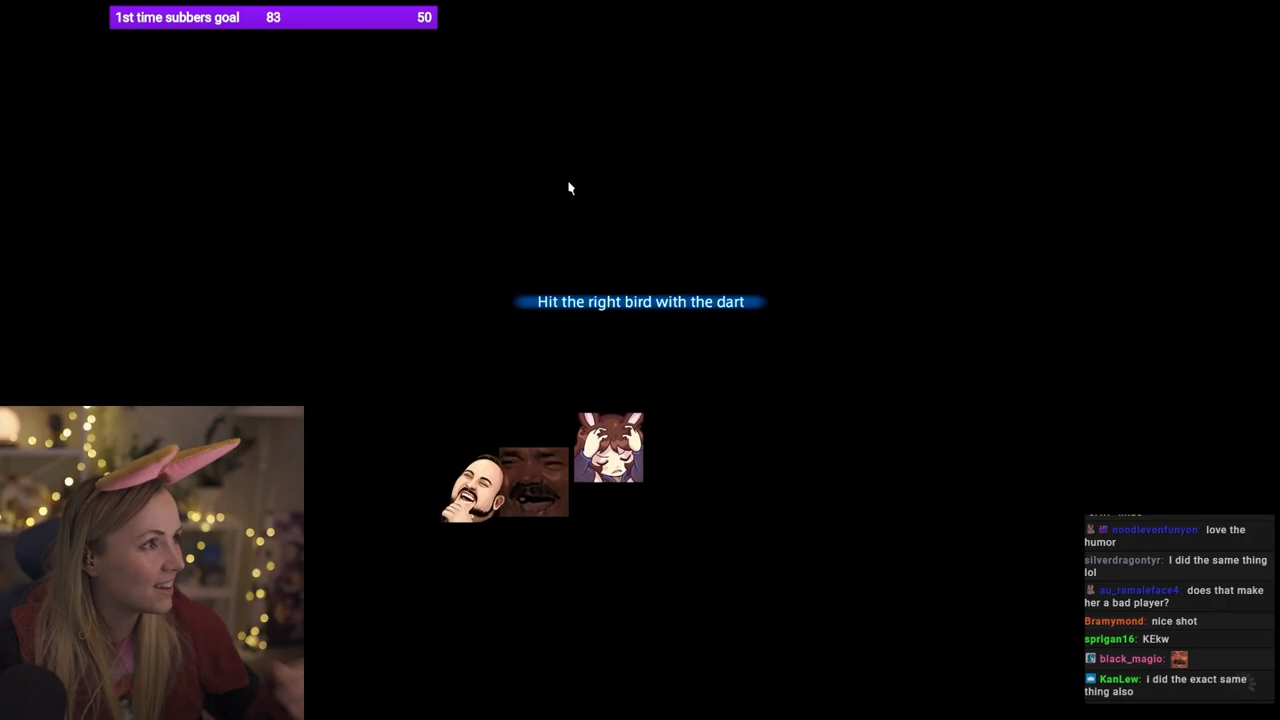 1st time subbers goal 83 50
Hit the right bird with the dart
noodlevonfunyon: love the
humor
silverdragontyr: I did the same thing
lol
au_ramaleface4: does that make
her a bad player?
Bramymond: nice shot
sprigan16: KEkw
black_magio:
KanLew: i did the exact same
thing also